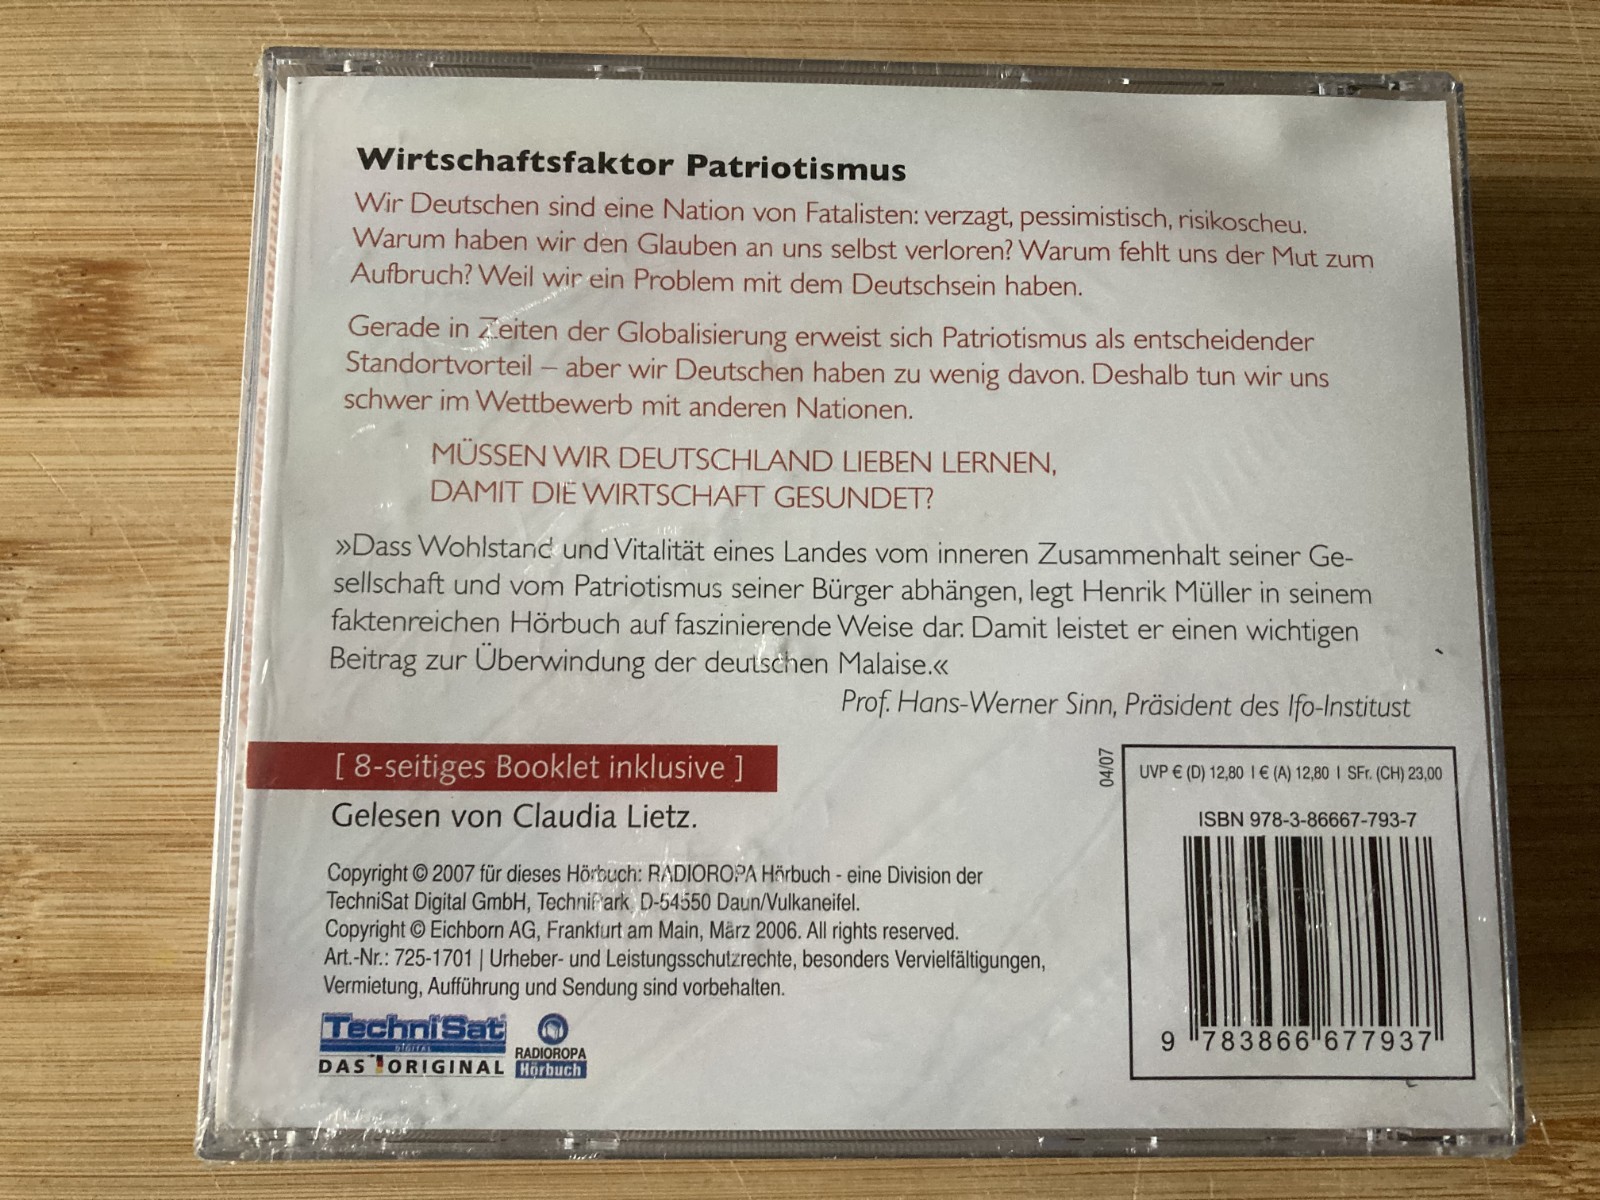 Wirtschaftsfaktor Patriotismus
Wir Deutschen sind eine Nation von Fatalisten: verzagt, pessimistisch, risikoscheu.
Warum haben wir den Glauben an uns selbst verloren? Warum fehlt uns der Mut zum
Aufbruch? Weil wir ein Problem mit dem Deutschsein haben.
Gerade in Zeiten der Globalisierung erweist sich Patriotismus als entscheidender
Standortvorteil – aber wir Deutschen haben zu wenig davon. Deshalb tun wir uns
schwer im Wettbewerb mit anderen Nationen.
MÜSSEN WIR DEUTSCHLAND LIEBEN LERNEN,
DAMIT DIE WIRTSCHAFT GESUNDET?
»Dass Wohlstand und Vitalität eines Landes vom inneren Zusammenhalt seiner Ge-
sellschaft und vom Patriotismus seiner Bürger abhängen, legt Henrik Müller in seinem
faktenreichen Hörbuch auf faszinierende Weise dar. Damit leistet er einen wichtigen
Beitrag zur Überwindung der deutschen Malaise.«
Prof. Hans-Werner Sinn, Präsident des Ifo-Institust
[ 8-seitiges Booklet inklusive ]
Gelesen von Claudia Lietz.
Copyright © 2007 für dieses Hörbuch: RADIOROPA Hörbuch - eine Division der
TechniSat Digital GmbH, TechniPark, D-54550 Daun/Vulkaneifel.
Copyright © Eichborn AG, Frankfurt am Main, März 2006. All rights reserved.
Art.-Nr.: 725-1701 | Urheber- und Leistungsschutzrechte, besonders Vervielfältigungen,
Vermietung, Aufführung und Sendung sind vorbehalten.
TechniSat
DIGITAL
DAS ORIGINAL
RADIOROPA
Hörbuch
04/07
UVP € (D) 12,80 I € (A) 12,80 I SFr. (CH) 23,00
ISBN 978-3-86667-793-7
9 783866 677937